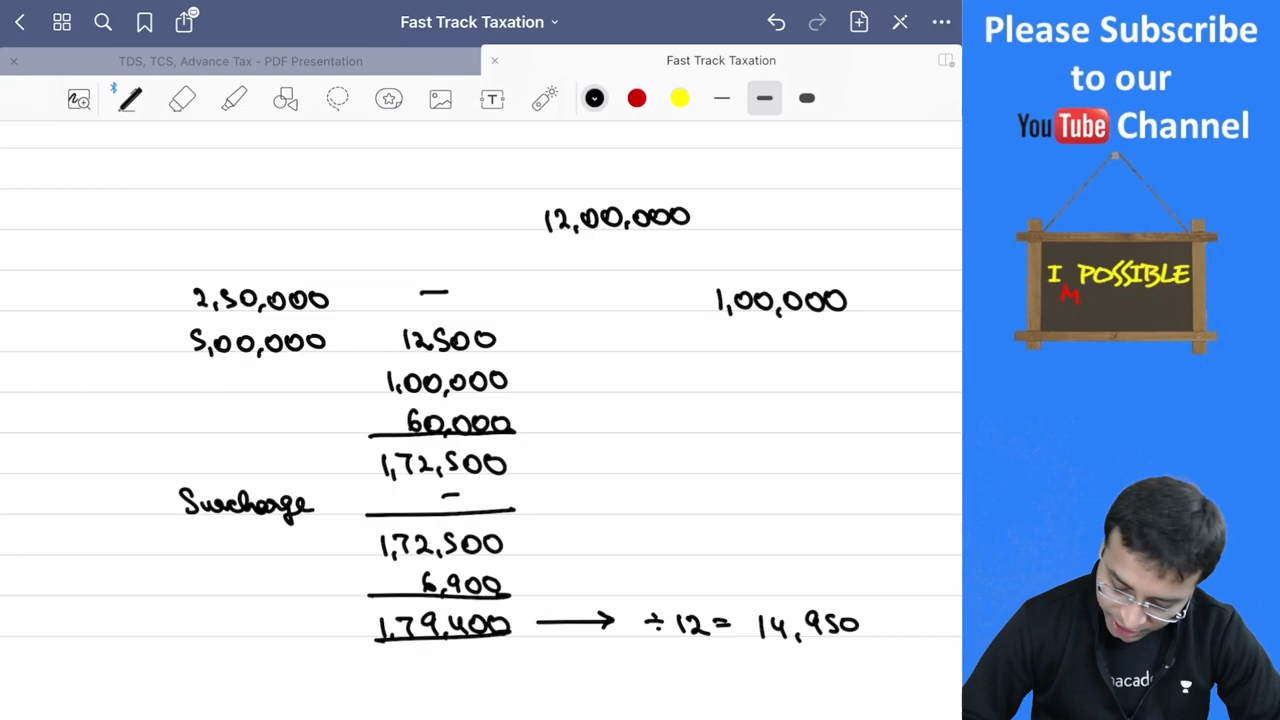 Fast Track Taxation
TDS, TCS, Advance Tax - PDF Presentation
Fast Track Taxation
T
12,00,000
2,50,000 —
1,00,000
5,00,000 12500
1,00,000
60,000
1,72,500
Surcharge -
1,72,500
6,900
1,79,400 → ÷12 = 14,950
Please Subscribe
to our
YouTube Channel
I POSSIBLE
M